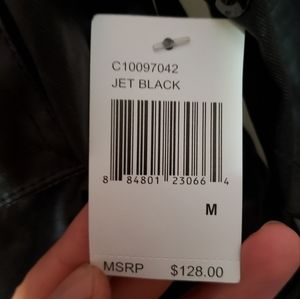 C10097042
JET BLACK
8 84801 23066 4
M
MSRP $128.00